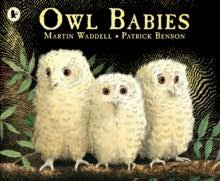 OWL BABIES
MARTIN WADDELL • PATRICK BENSON